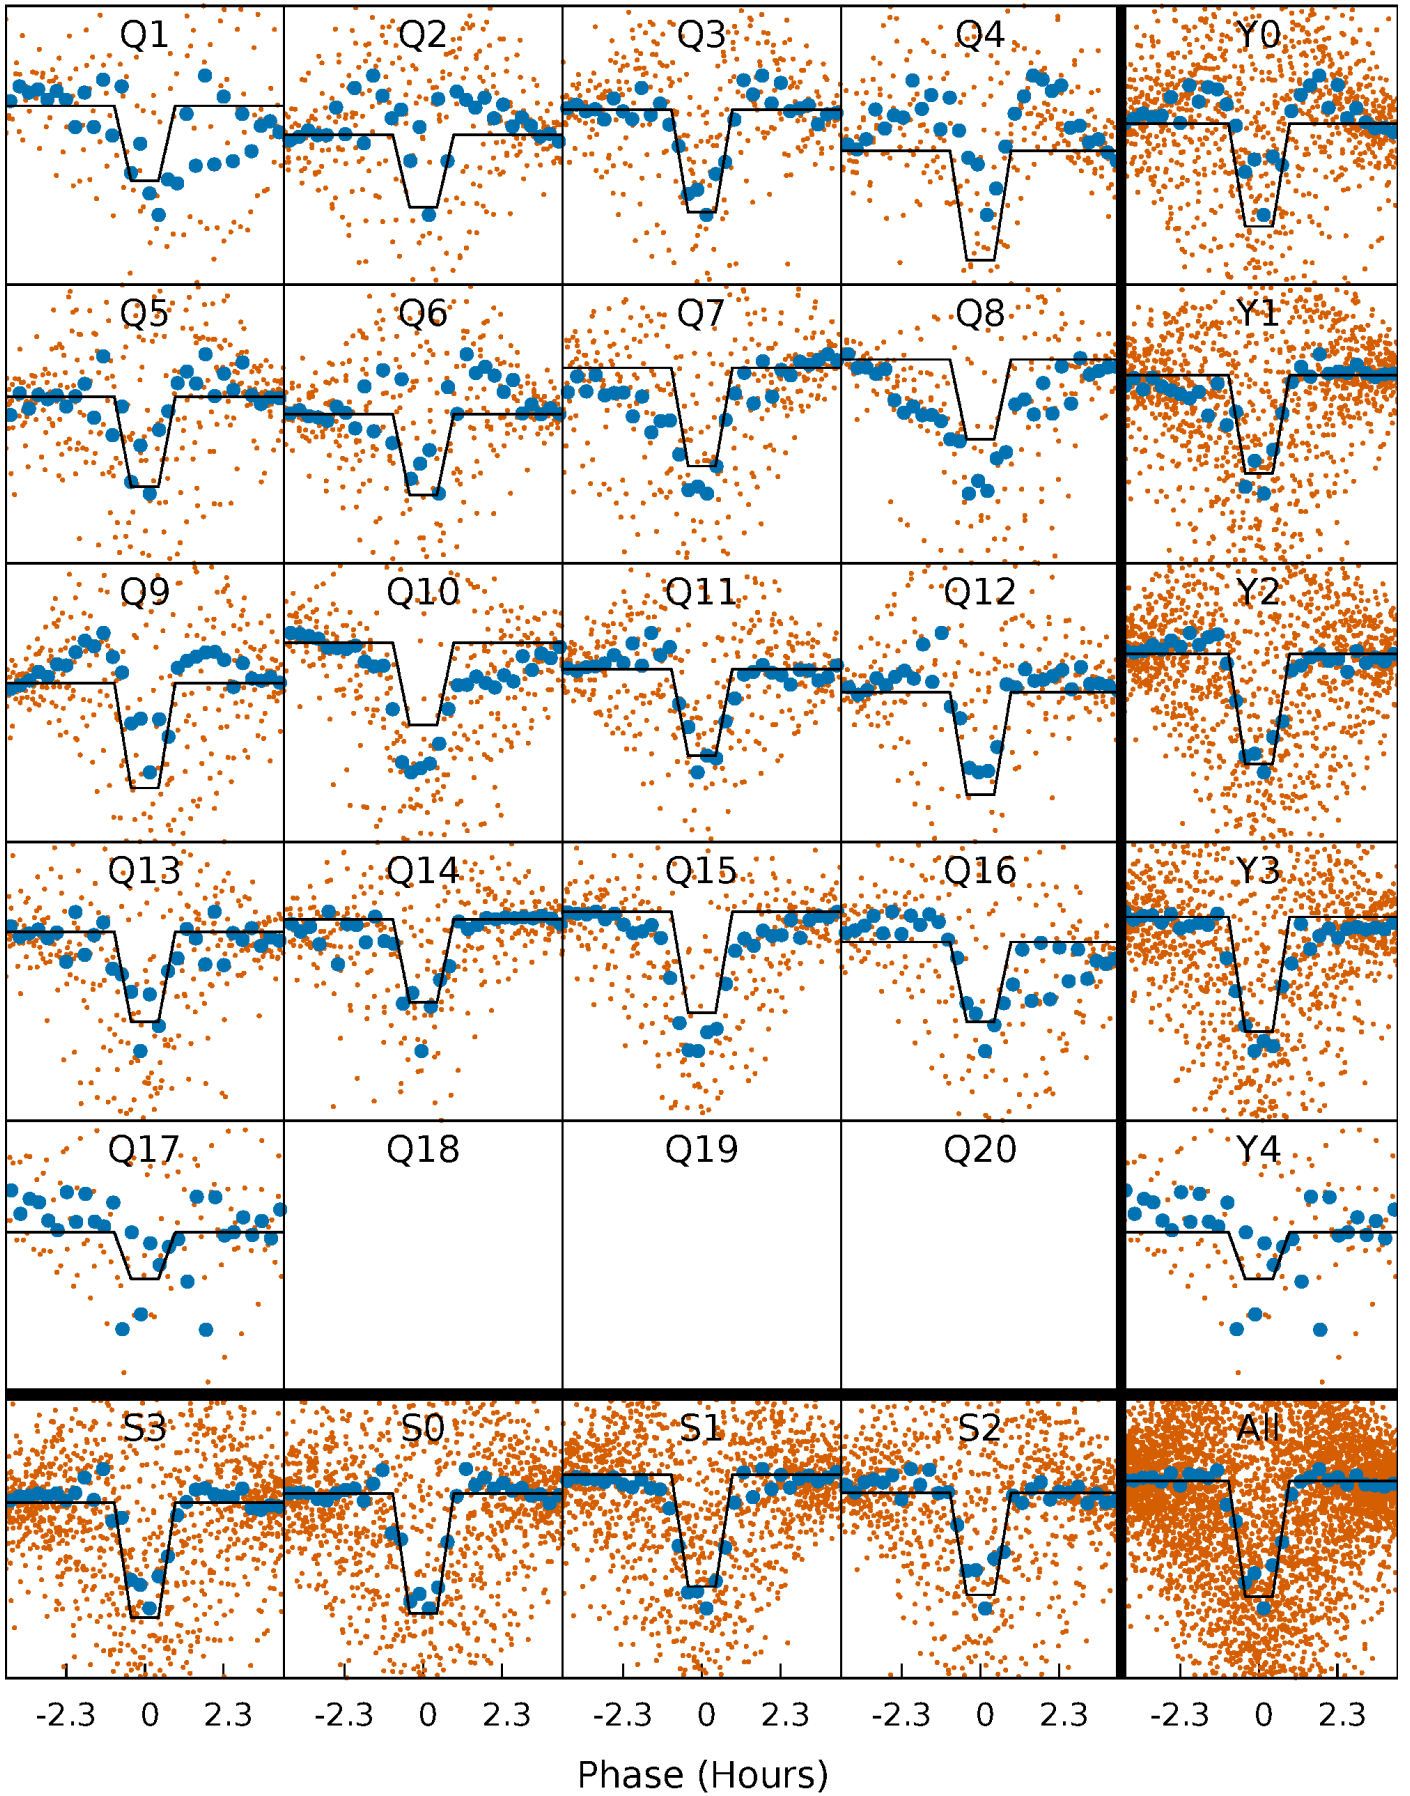 Q1 Q2 Q3 Q4 Y0
Q5 Q6 Q7 Q8 Y1
Q9 Q10 Q11 Q12 Y2
Q13 Q14 Q15 Q16 Y3
Q17 Q18 Q19 Q20 Y4
S3 S0 S1 S2 All
-2.3 0 2.3 -2.3 0 2.3 -2.3 0 2.3 -2.3 0 2.3 -2.3 0 2.3
Phase (Hours)